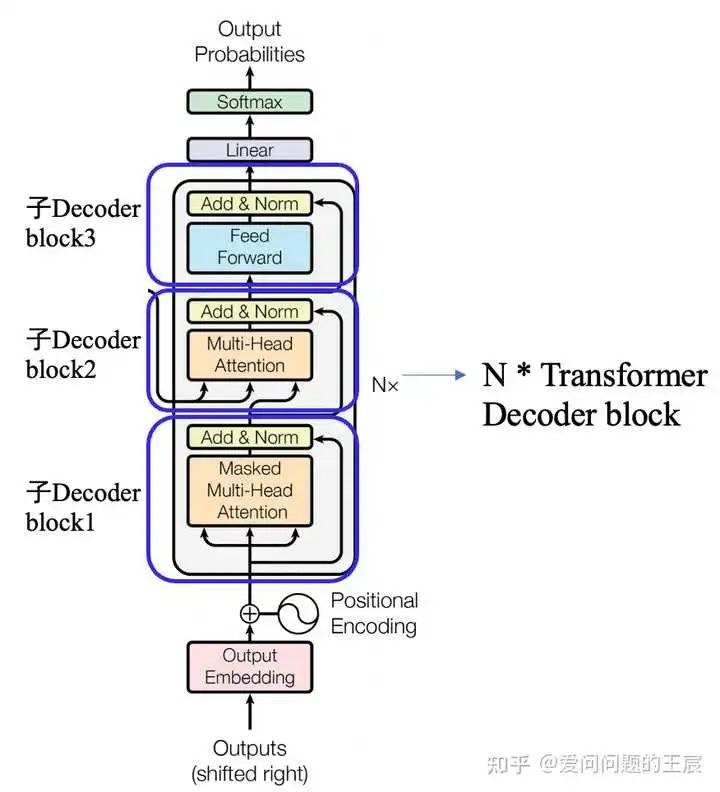 Output
Probabilities
Softmax
Linear
子Decoder
block3
Add & Norm
Feed
Forward
子Decoder
block2
Add & Norm
Multi-Head
Attention
N×
N * Transformer
Decoder block
子Decoder
block1
Add & Norm
Masked
Multi-Head
Attention
Positional
Encoding
Output
Embedding
Outputs
(shifted right)
知乎 @爱问问题的王宸